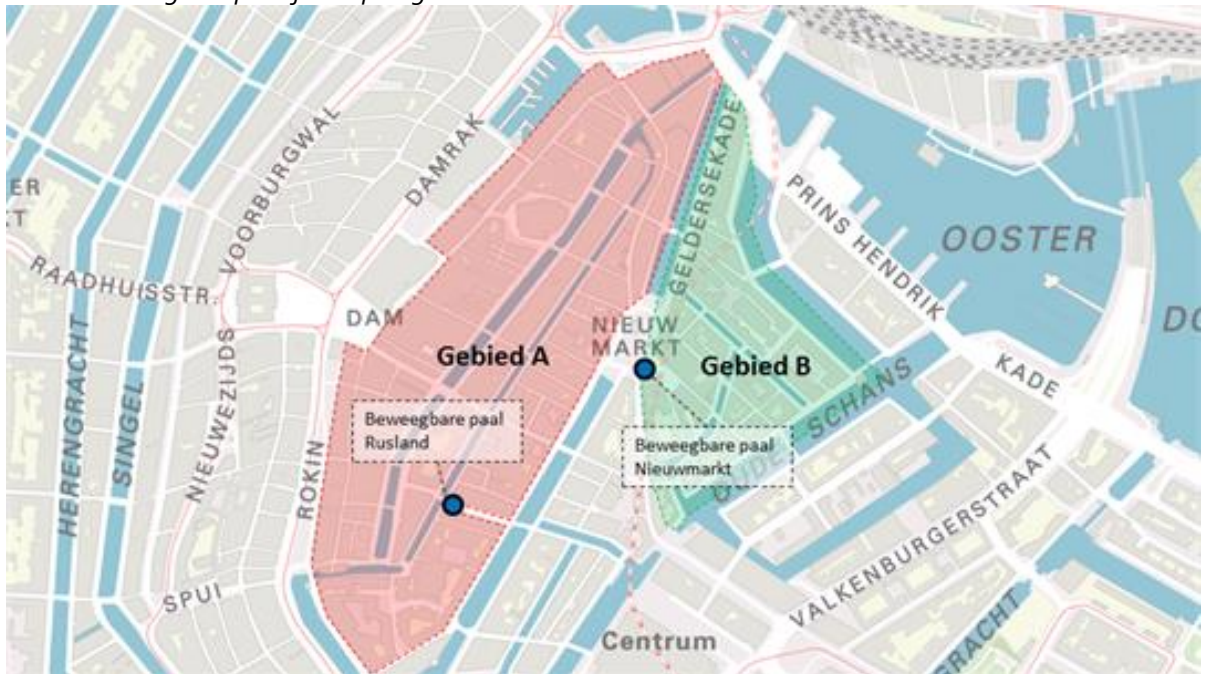 DAMRAK
VOORBURGWAL
GELDERSEKADE
PRINS HENDRIK
KADE
OOSTER
DO
ER
KT
RAADHUISSTR.
DAM
NIEUW
MARKT
Gebied A
Gebied B
Beweegbare paal
Rusland
Beweegbare paal
Nieuwmarkt
OUDE SCHANS
HERENGRACHT
SINGEL
NIEUWEZIJDS
ROKIN
SPUI
VALKENBURGERSTRAAT
Centrum
GRACHT